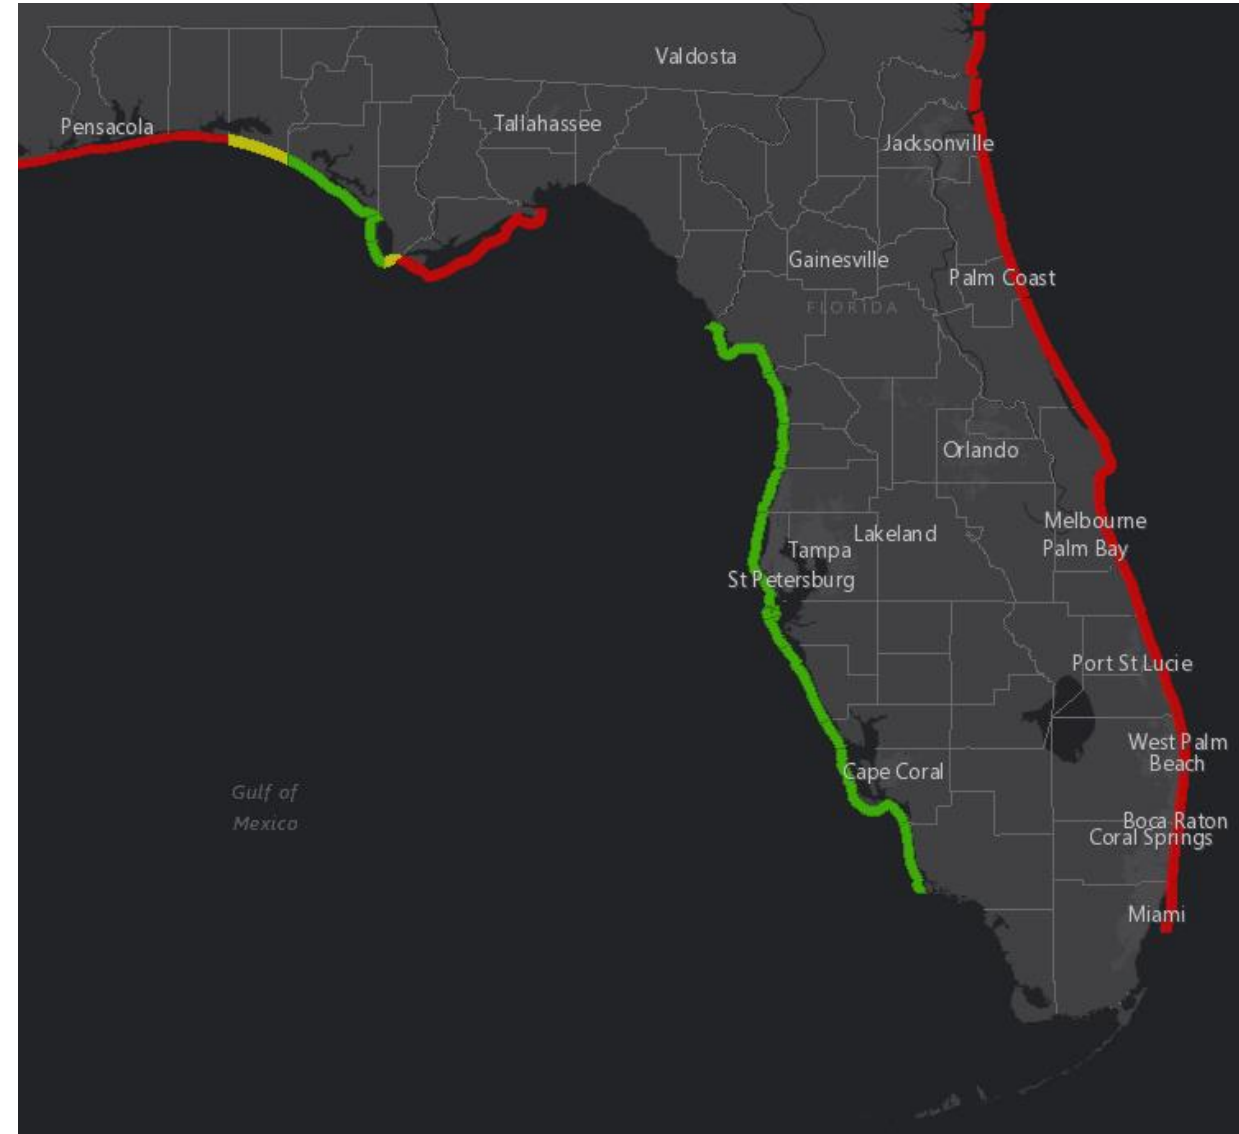 Valdosta
Pensacola
Tallahassee
Jacksonville
Gainesville
Palm Coast
FLORIDA
Orlando
Melbourne
Lakeland
Tampa
Palm Bay
St Petersburg
Port St Lucie
West Palm
Beach
Cape Coral
Gulf of
Mexico
Boca Raton
Coral Springs
Miami